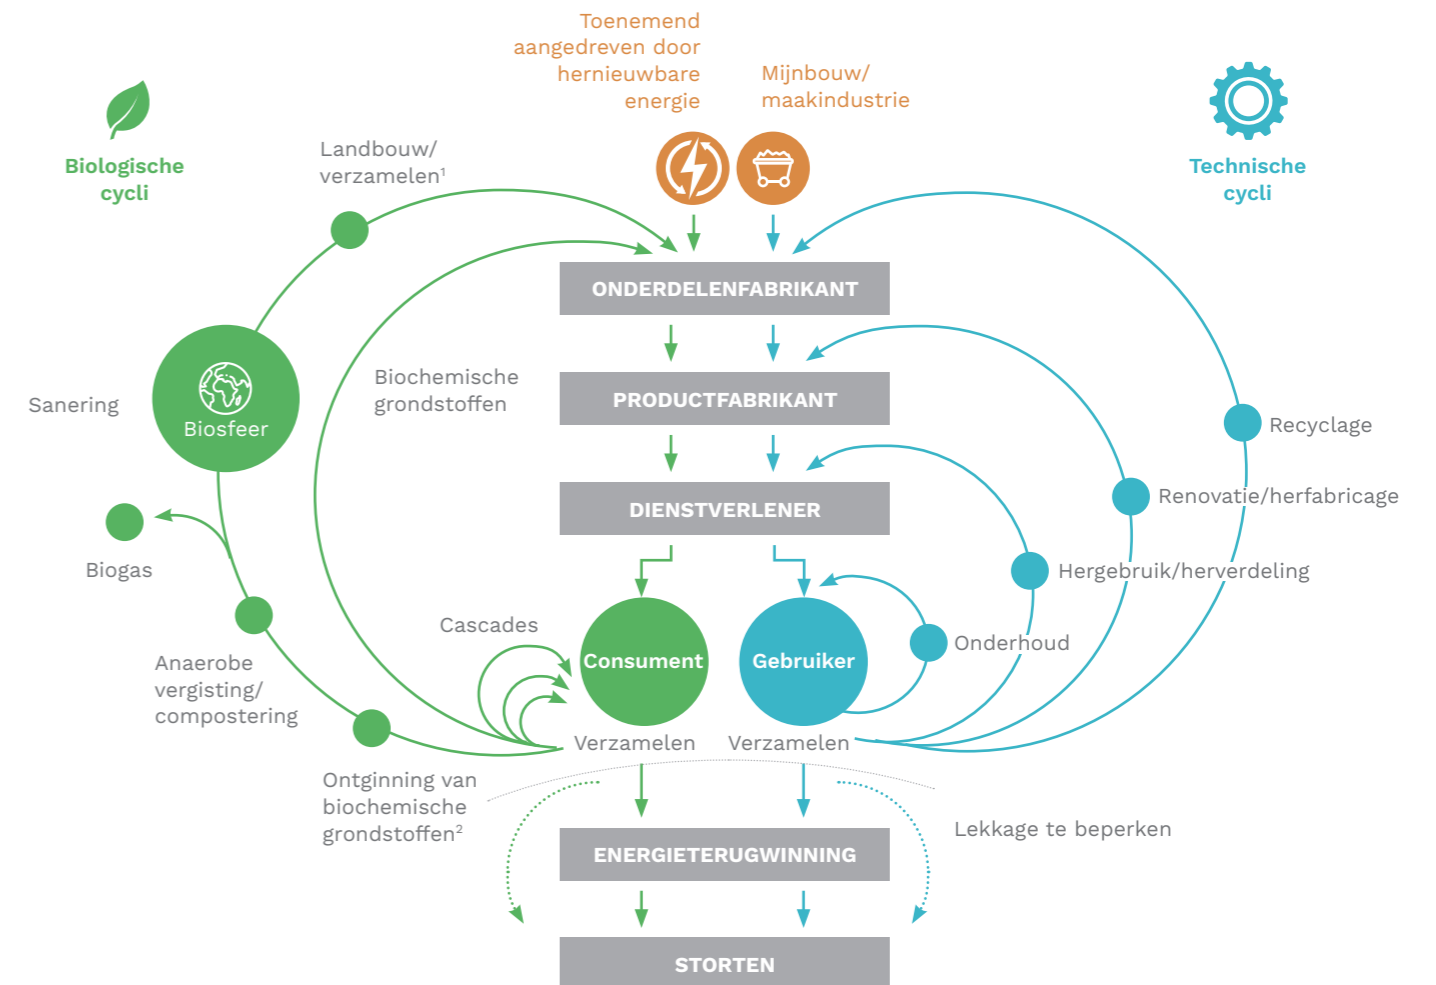 Toenemend
aangedreven door
hernieuwbare
energie
Mijnbouw/
maakindustrie
Biologische
cycli
Technische
cycli
Landbouw/
verzamelen¹
ONDERDELENFABRIKANT
Biochemische
grondstoffen
PRODUCTFABRIKANT
Sanering
Biosfeer
Recyclage
Renovatie/herfabricage
DIENSTVERLENER
Biogas
Hergebruik/herverdeling
Cascades
Onderhoud
Consument
Gebruiker
Anaerobe
vergisting/
compostering
Verzamelen
Verzamelen
Ontginning van
biochemische
grondstoffen²
Lekkage te beperken
ENERGIETERUGWINNING
STORTEN